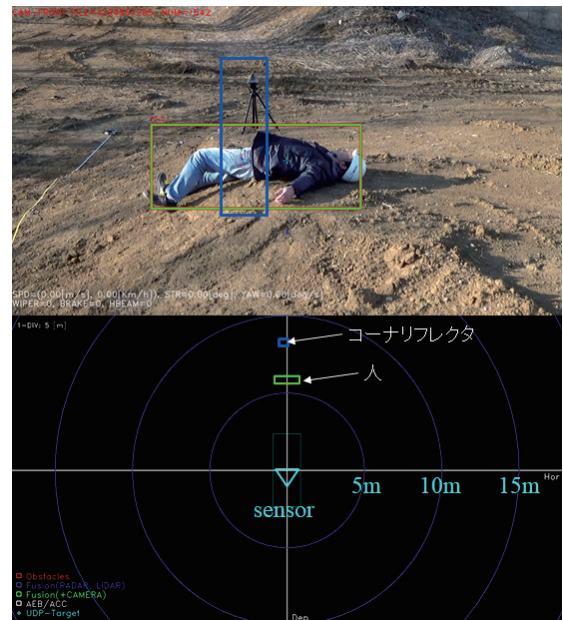 SPD=(0.00[m/s], 0.00[Km/h]), STR=0.00[deg], YAW=0.00[deg/s]
WIPER=0, BRAKE=0, HBEAM=0
1-DIV: 5 [m]
コーナリフレクタ
人
5m
10m
15m
Hor
sensor
Obstacles
Fusion(RADAR, LiDAR)
Fusion(+CAMERA)
AEB/ACC
UDP-Target
Dep